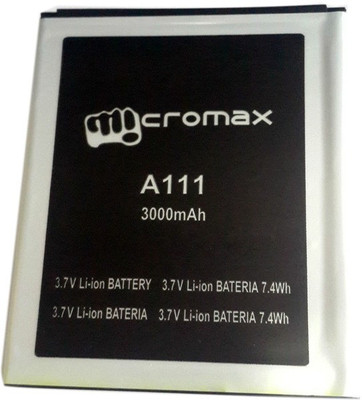 micromax
A111
3000mAh
3.7V Li-ion BATTERY 3.7V Li-ion BATERIA 7.4Wh
3.7V Li-ion BATERIA 3.7V Li-ion BATERIA 7.4Wh